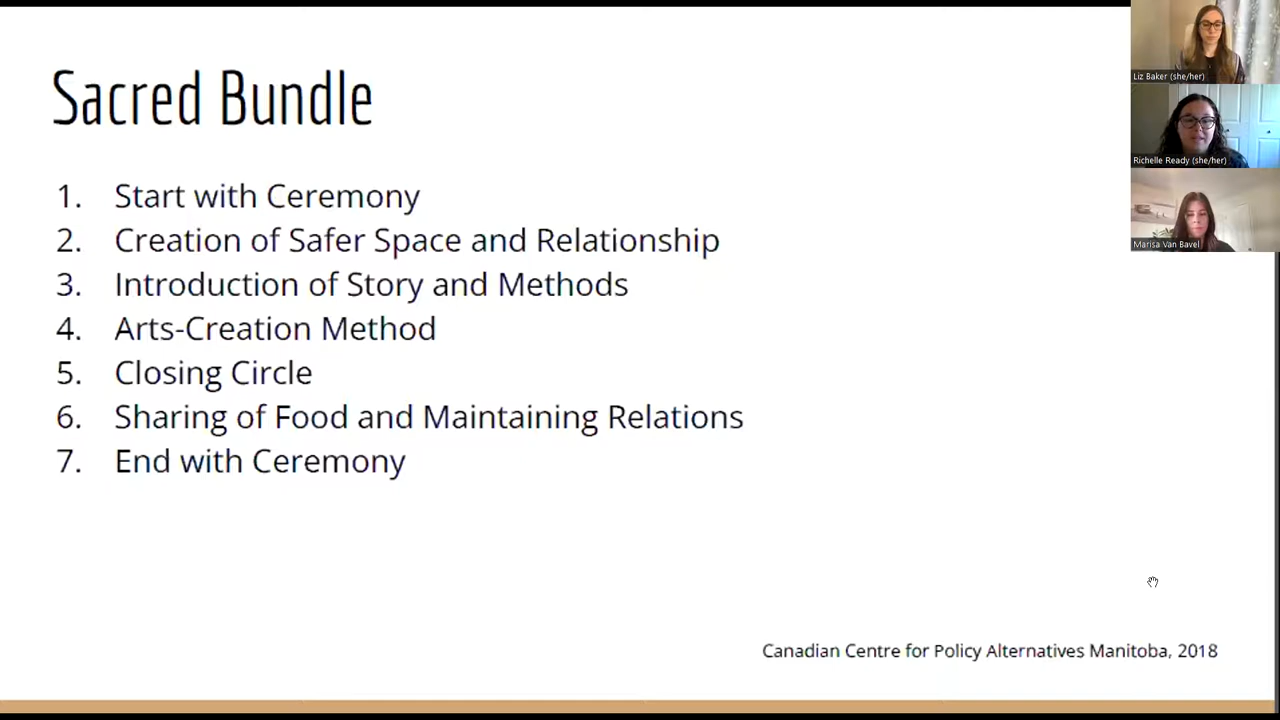 Sacred Bundle
1. Start with Ceremony
2. Creation of Safer Space and Relationship
3. Introduction of Story and Methods
4. Arts-Creation Method
5. Closing Circle
6. Sharing of Food and Maintaining Relations
7. End with Ceremony
Canadian Centre for Policy Alternatives Manitoba, 2018
Liz Baker (she/her)
Richelle Ready (she/her)
Marisa Van Bavel